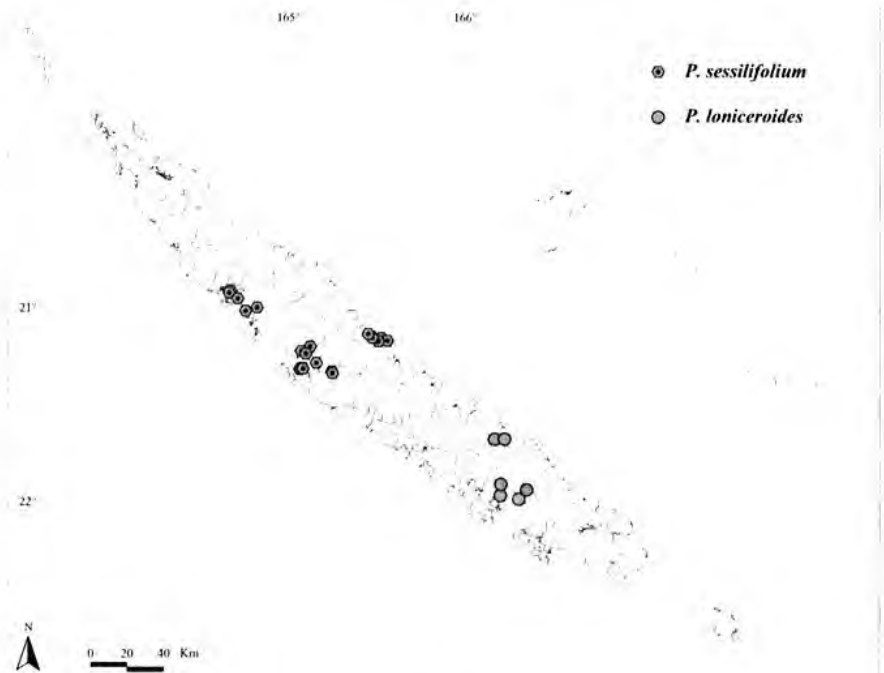 165° 166°
P. sessilifolium
P. loniceroides
21°
22°
N
0 20 40 Km